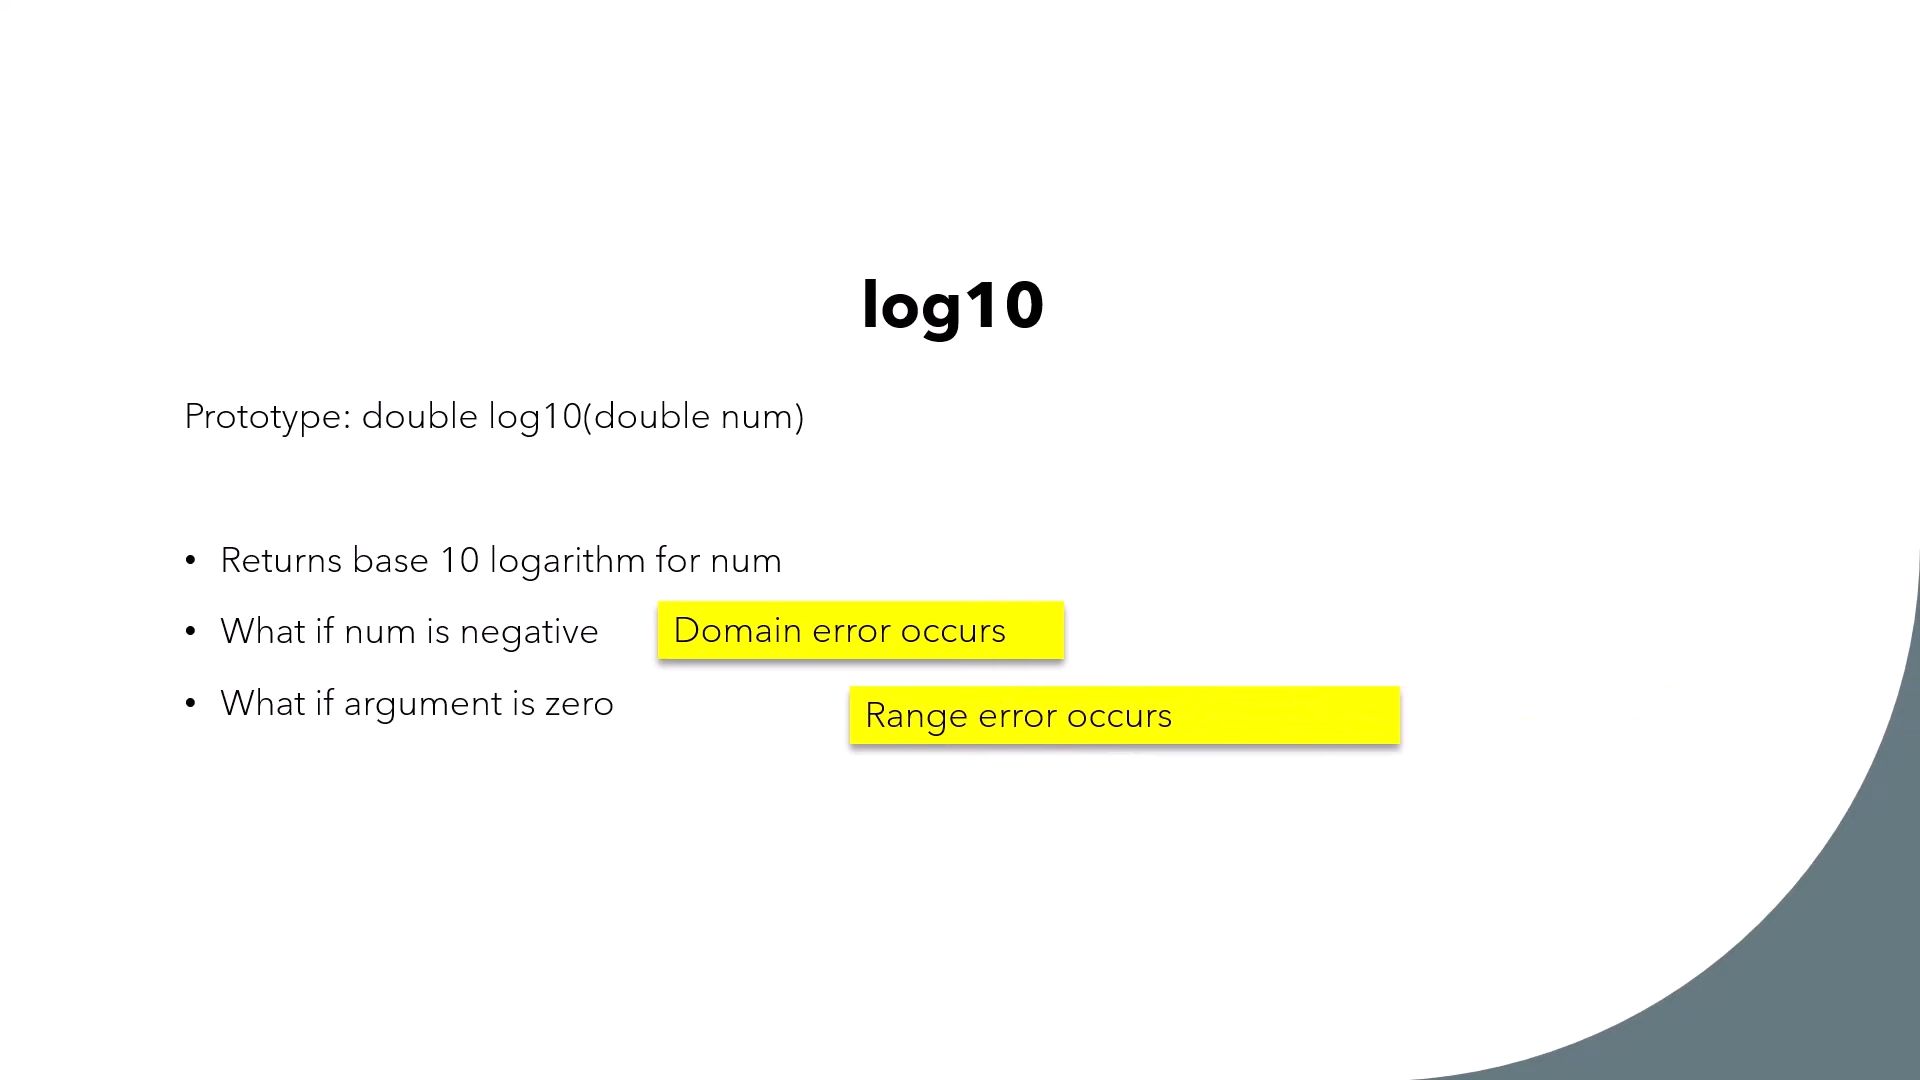 log10
Prototype: double log10(double num)
• Returns base 10 logarithm for num
• What if num is negative Domain error occurs
• What if argument is zero Range error occurs